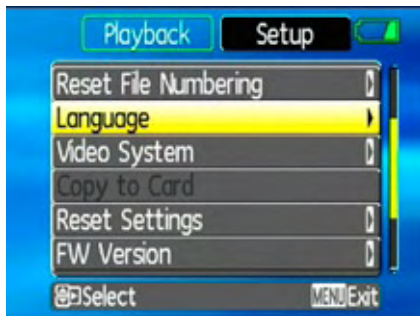 Playback Setup
Reset File Numbering
Language
Video System
Copy to Card
Reset Settings
FW Version
Select MENU Exit